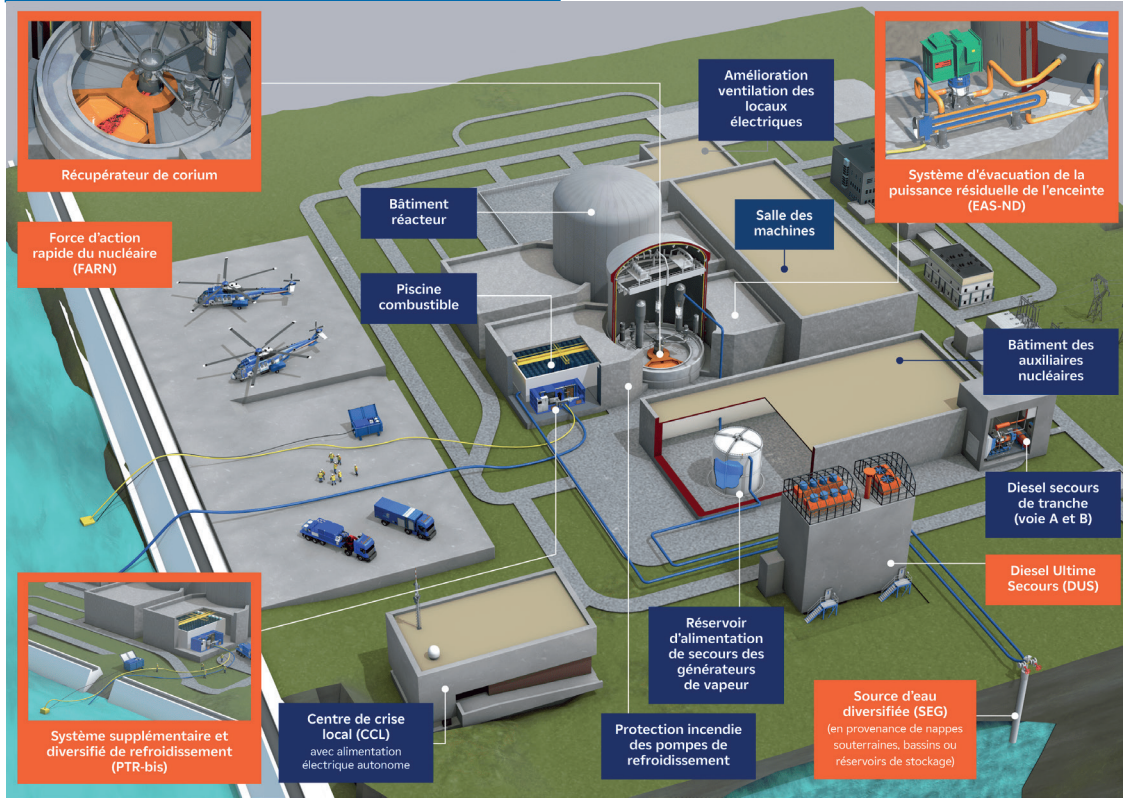 Récupérateur de corium
Force d'action
rapide du nucléaire
(FARN)
Amélioration
ventilation des
locaux
électriques
Système d'évacuation de la
puissance résiduelle de l'enceinte
(EAS-ND)
Bâtiment
réacteur
Salle des
machines
Piscine
combustible
Bâtiment des
auxiliaires
nucléaires
Diesel secours
de tranche
(voie A et B)
Diesel Ultime
Secours (DUS)
Système supplémentaire et
diversifié de refroidissement
(PTR-bis)
Centre de crise
local (CCL)
avec alimentation
électrique autonome
Réservoir
d'alimentation
de secours des
générateurs
de vapeur
Protection incendie
des pompes de
refroidissement
Source d'eau
diversifiée (SEG)
(en provenance de nappes
souterraines, bassins ou
réservoirs de stockage)